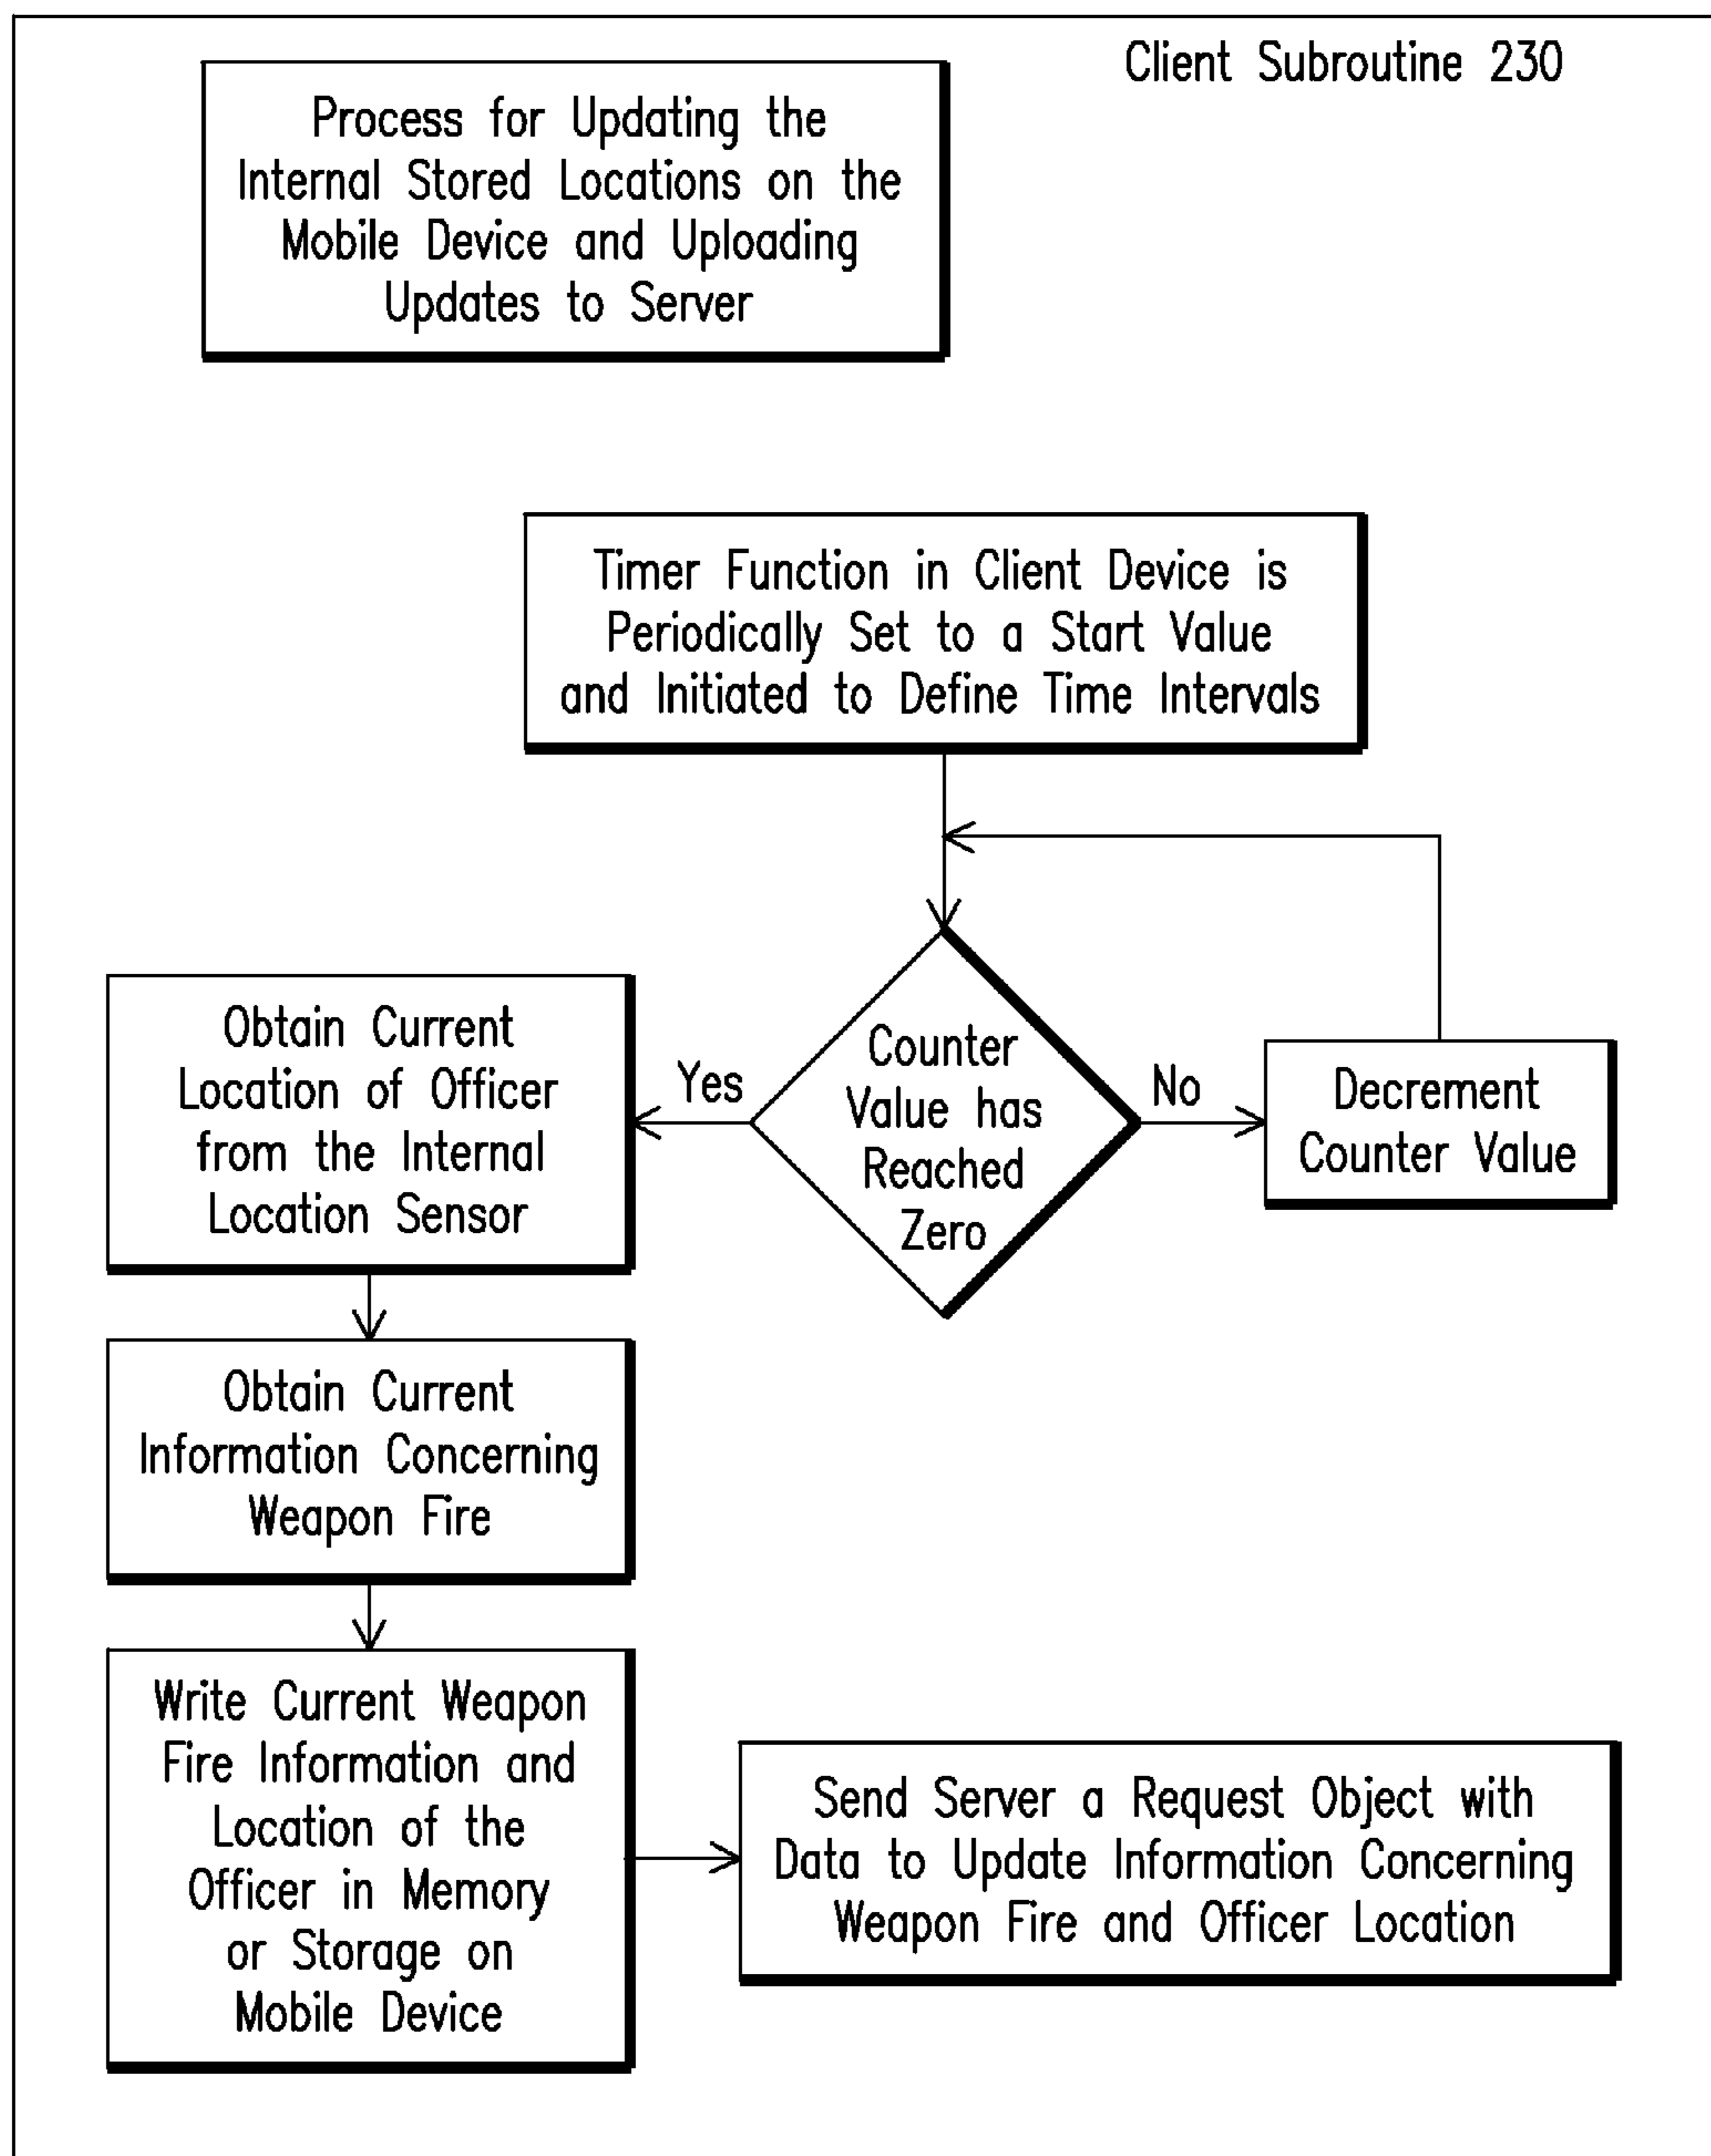 Client Subroutine 230
Process for Updating the
Internal Stored Locations on the
Mobile Device and Uploading
Updates to Server
Timer Function in Client Device is
Periodically Set to a Start Value
and Initiated to Define Time Intervals
Counter
Value has
Reached
Zero
Yes
No
Decrement
Counter Value
Obtain Current
Location of Officer
from the Internal
Location Sensor
Obtain Current
Information Concerning
Weapon Fire
Write Current Weapon
Fire Information and
Location of the
Officer in Memory
or Storage on
Mobile Device
Send Server a Request Object with
Data to Update Information Concerning
Weapon Fire and Officer Location